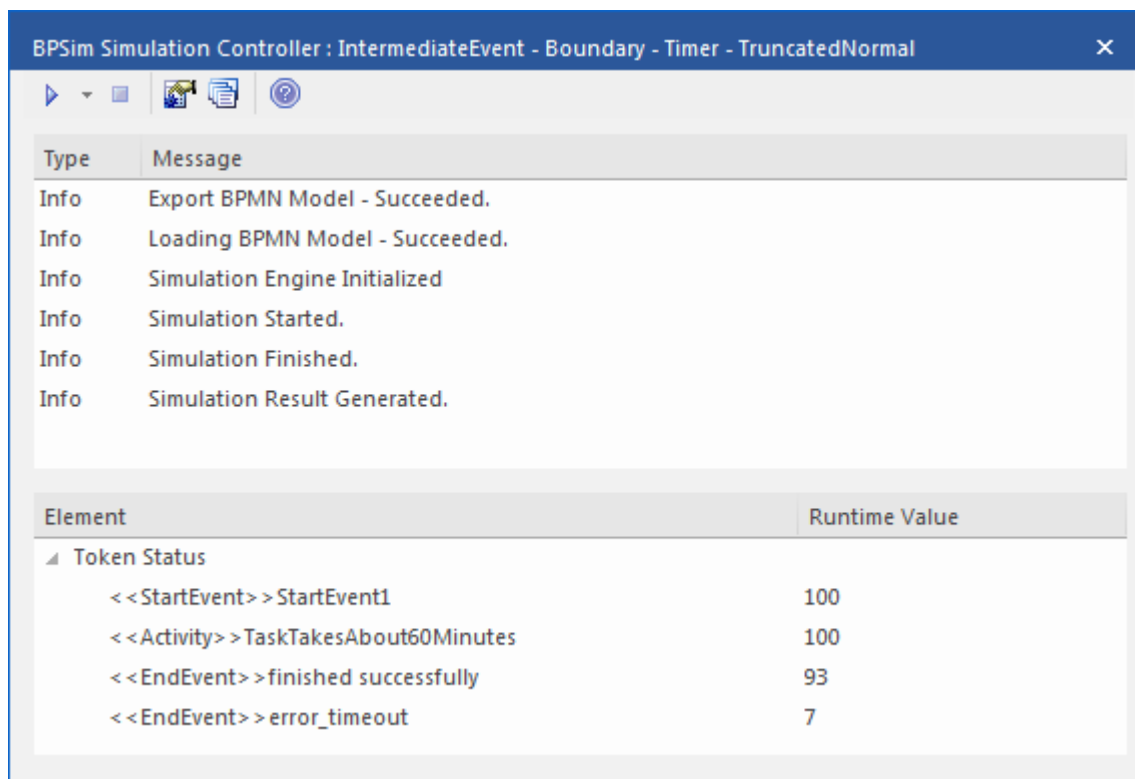 BPSim Simulation Controller : IntermediateEvent - Boundary - Timer - TruncatedNormal
Type Message
Info Export BPMN Model - Succeeded.
Info Loading BPMN Model - Succeeded.
Info Simulation Engine Initialized
Info Simulation Started.
Info Simulation Finished.
Info Simulation Result Generated.
Element Runtime Value
Token Status
<<StartEvent>>StartEvent1 100
<<Activity>>TaskTakesAbout60Minutes 100
<<EndEvent>>finished successfully 93
<<EndEvent>>error_timeout 7